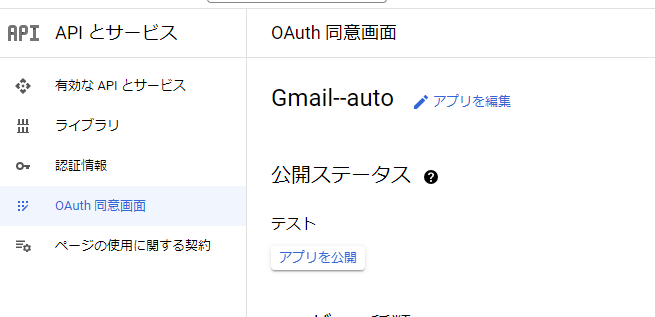 API API とサービス
OAuth 同意画面
有効な API とサービス
ライブラリ
認証情報
OAuth 同意画面
ページの使用に関する契約
Gmail--auto
アプリを編集
公開ステータス
テスト
アプリを公開